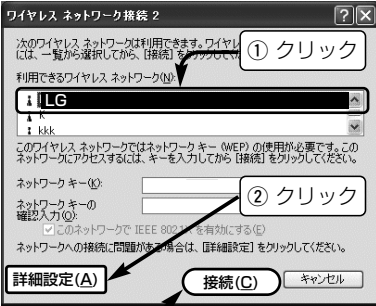 ワイヤレス ネットワーク接続 2
次のワイヤレス ネットワークは利用できます。ワイヤレ
には、一覧から選択してから、[接続] を
① クリック
利用できるワイヤレス ネットワーク(N):
LG
kkk
このワイヤレス ネットワークではネットワーク キー (WEP) の使用が必要です。この
ネットワークにアクセスするには、キーを入力してから [接続] をクリックしてください。
ネットワーク キー(K):
ネットワーク キーの
確認入力(O):
② クリック
このネットワークで IEEE 802.1X を有効にする(E)
ネットワークへの接続に問題がある場合は、[詳細設定] をクリックしてください。
詳細設定(A)
接続(C)
キャンセル